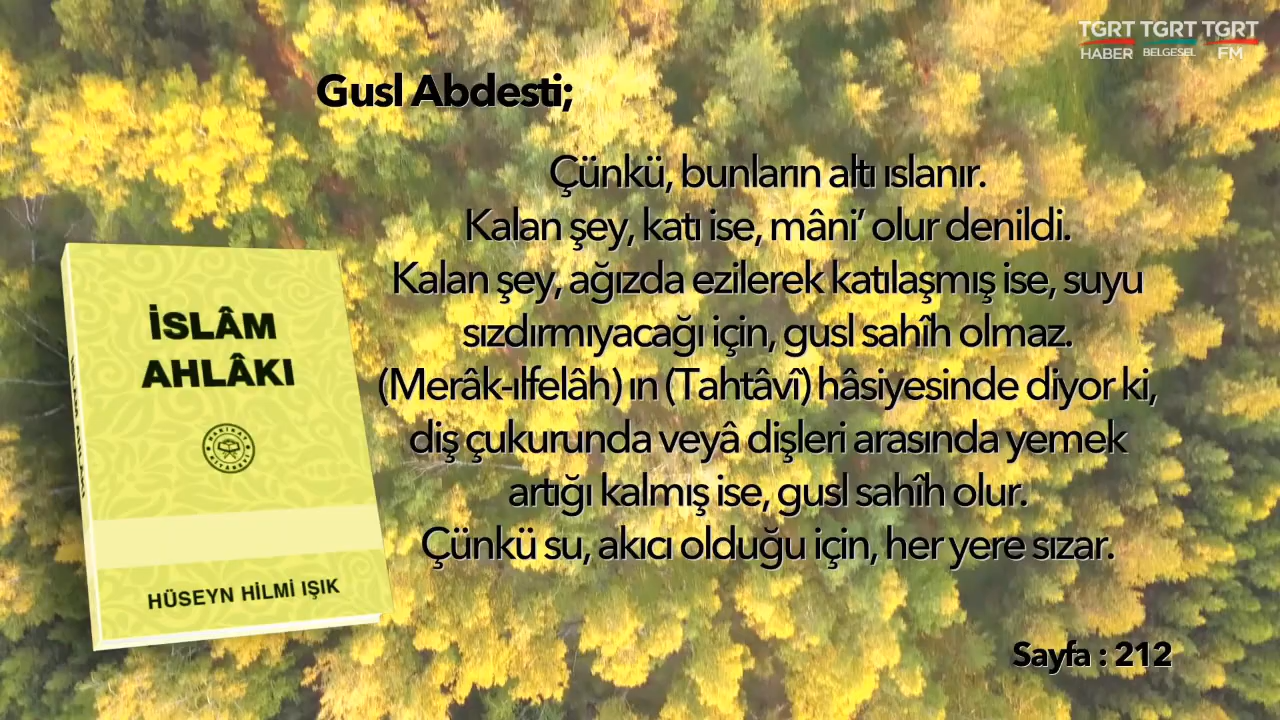 TGRT TGRT TGRT
HABER BELGESEL FM
Gusl Abdesti;
Çünkü, bunların altı ıslanır.
Kalan şey, katı ise, mâni’ olur denildi.
Kalan şey, ağızda ezilerek katılaşmış ise, suyu
sızdırmıyacağı için, gusl sahîh olmaz.
(Merâk-ılfelâh) ın (Tahtâvî) hâsiyesinde diyor ki,
diş çukurunda veyâ dişleri arasında yemek
artığı kalmış ise, gusl sahîh olur.
Çünkü su, akıcı olduğu için, her yere sızar.
İSLÂM
AHLÂKI
HAKÎKAT
KİTÂBEVİ
HÜSEYN HİLMİ IŞIK
Sayfa : 212